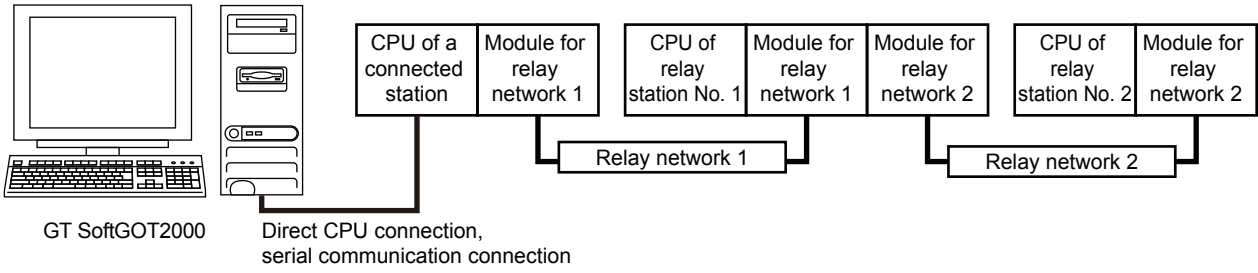 CPU of a
connected
station
Module for
relay
network 1
CPU of
relay
station No. 1
Module for
relay
network 1
Module for
relay
network 2
CPU of
relay
station No. 2
Module for
relay
network 2
Relay network 1
Relay network 2
GT SoftGOT2000
Direct CPU connection,
serial communication connection